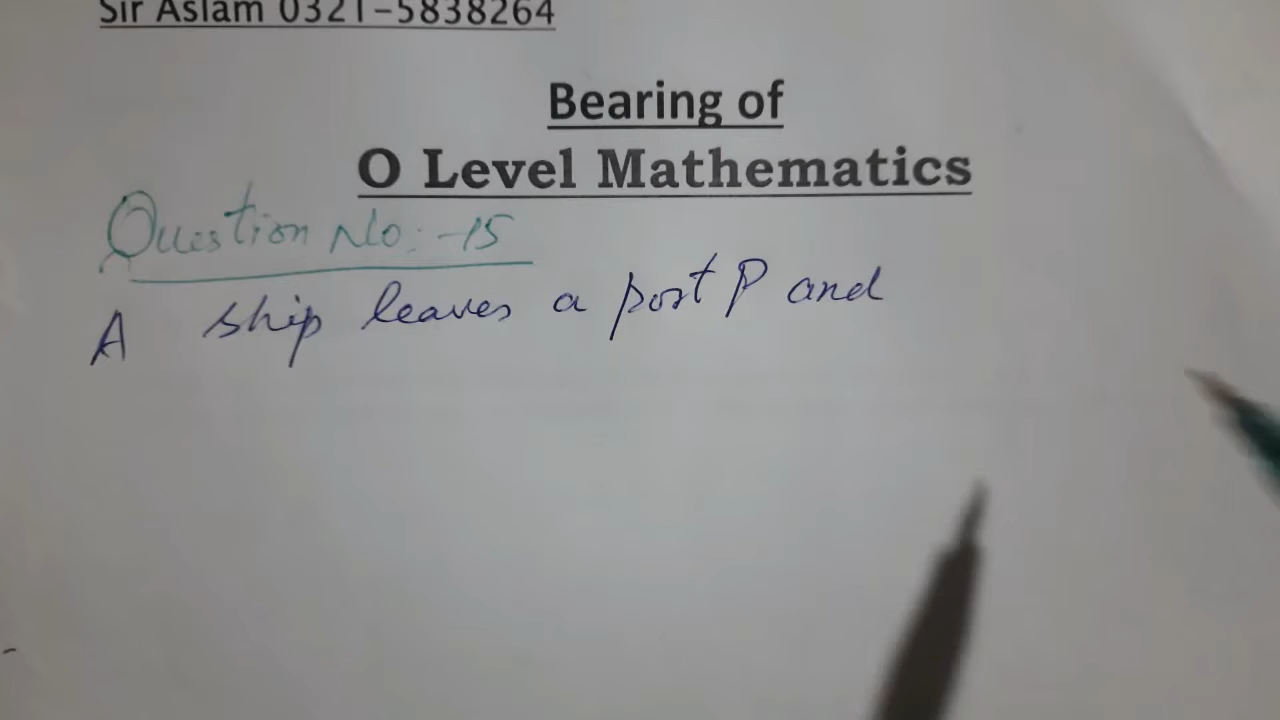 Sir Aslam 0321-5838264
Bearing of
O Level Mathematics
Question No:-15
A ship leaves a port P and